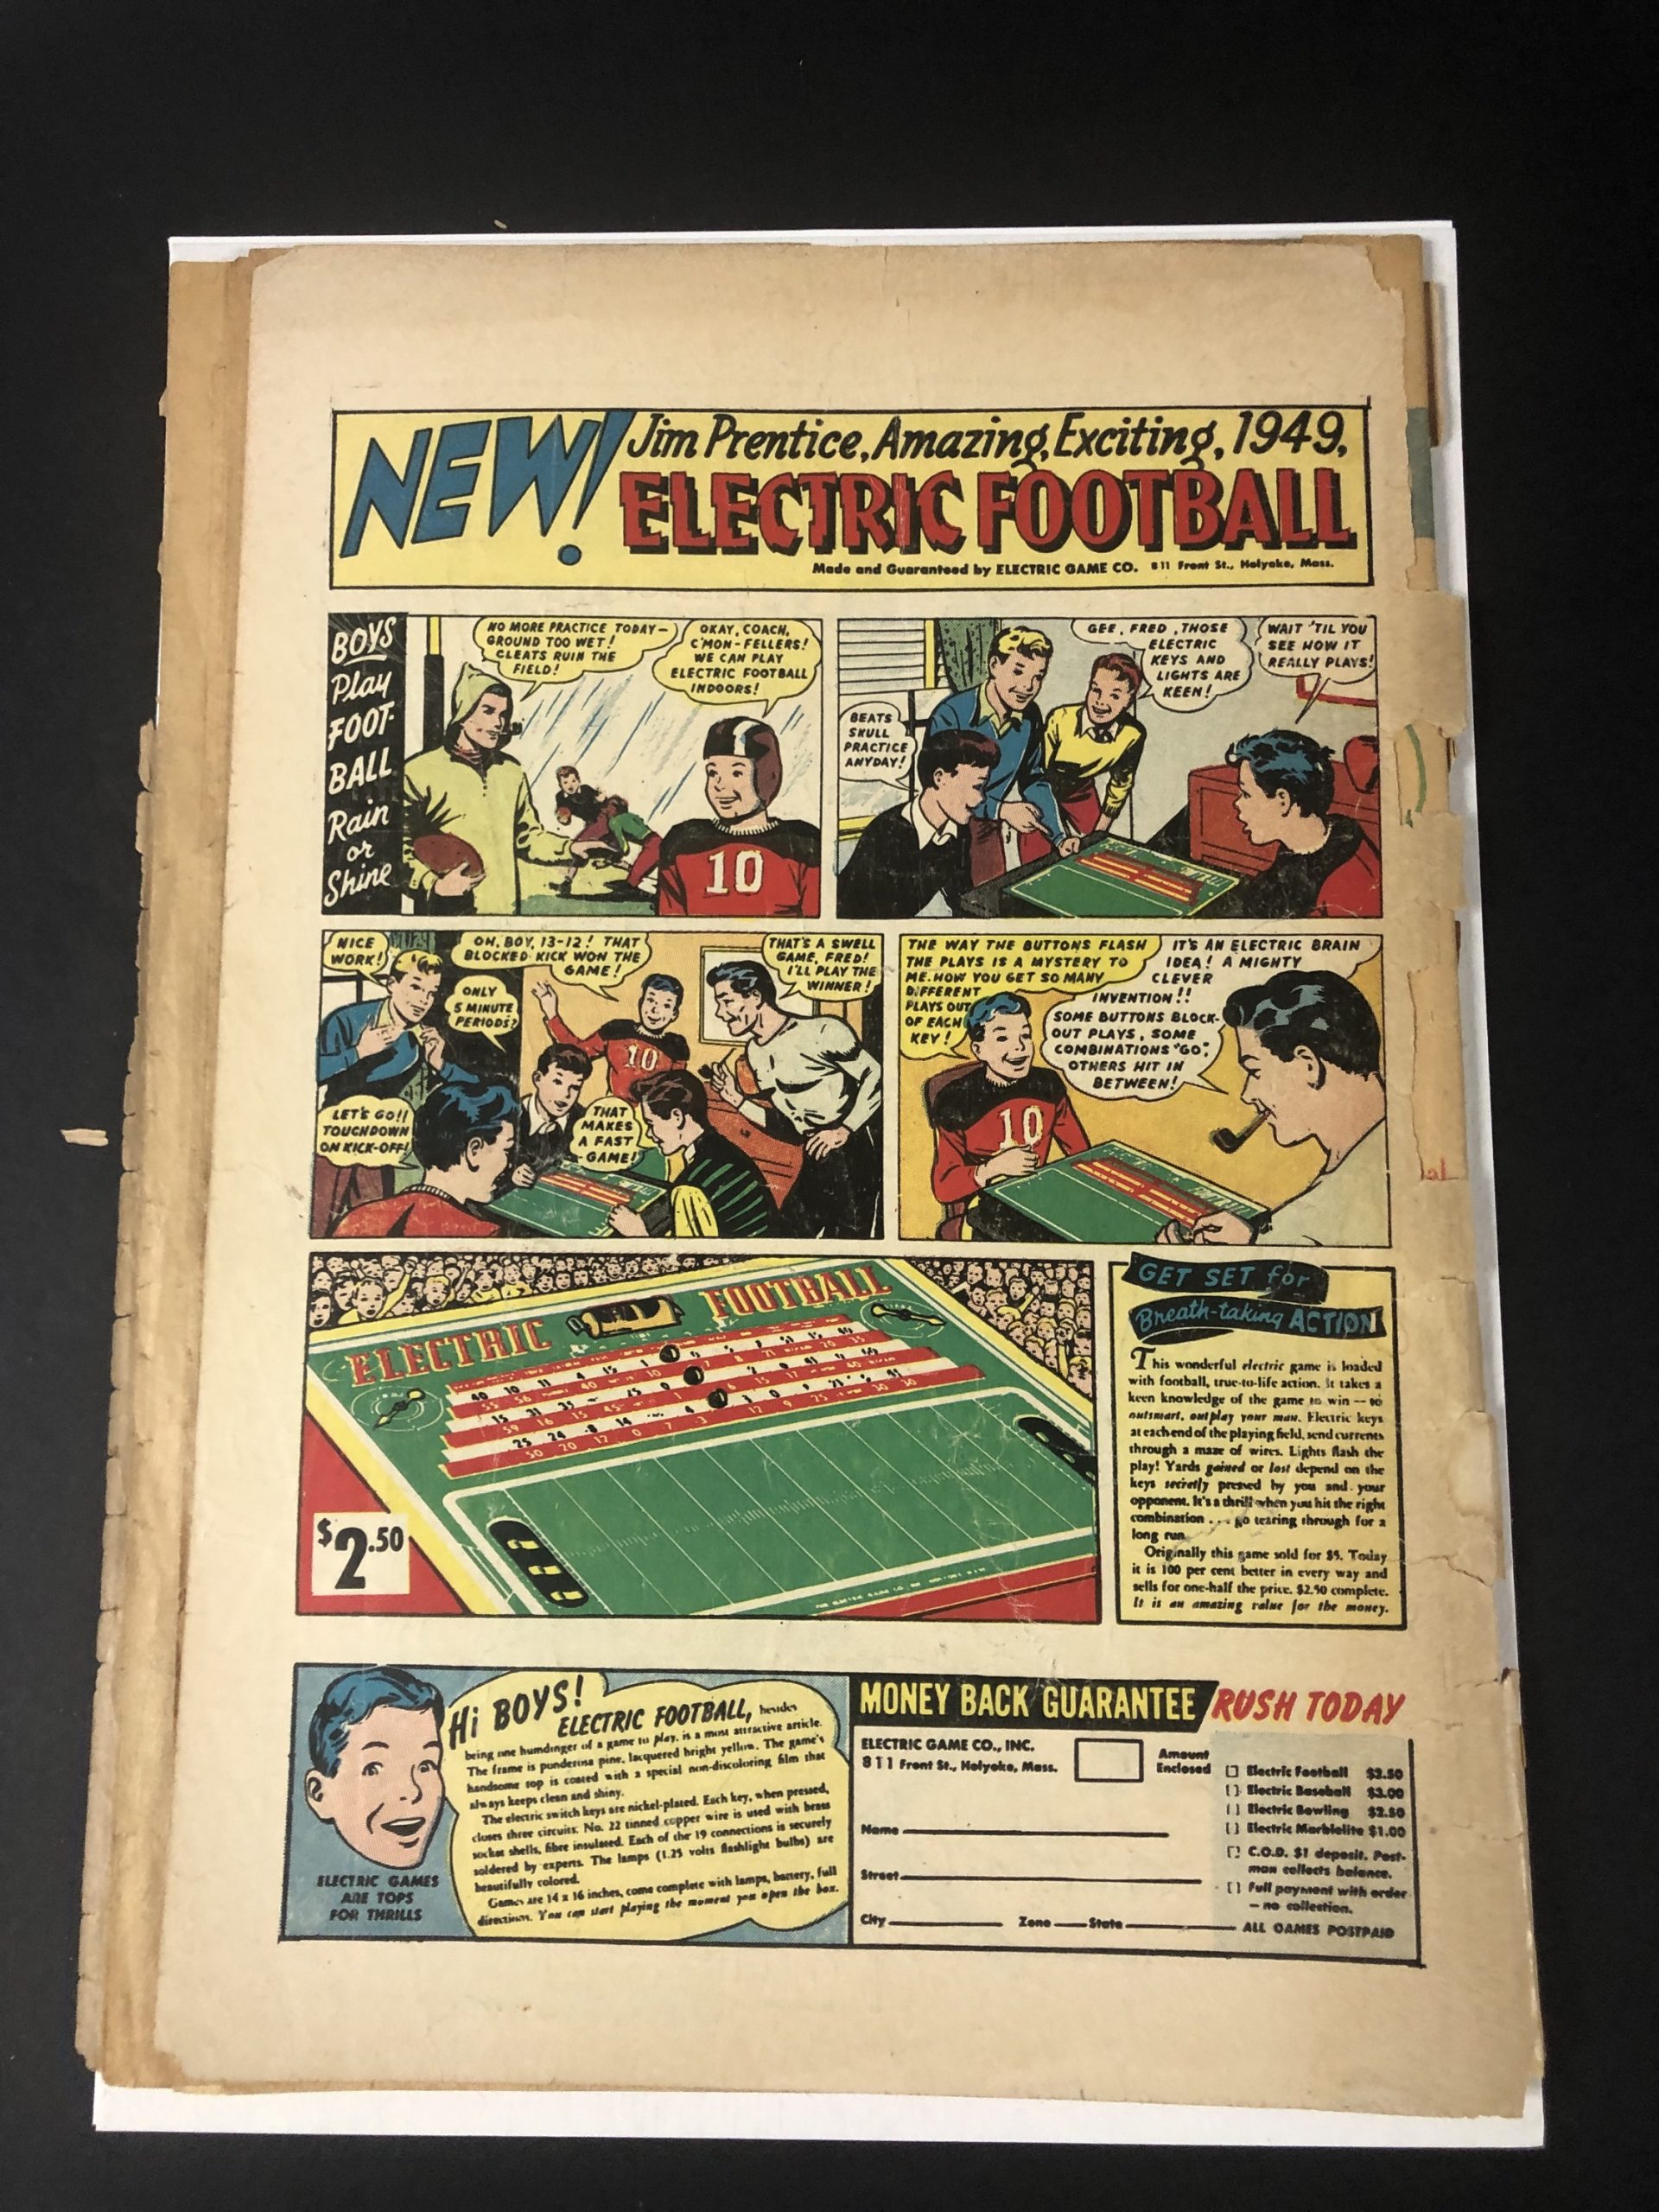 NEW!
Jim Prentice, Amazing, Exciting, 1949,
ELECTRIC FOOTBALL
Made and Guaranteed by ELECTRIC GAME CO. 811 Front St., Holyoke, Mass.
BOYS
Play
FOOT-
BALL
Rain
or
Shine
NO MORE PRACTICE TODAY—
GROUND TOO WET!
CLEATS RUIN THE
FIELD!
OKAY, COACH,
C'MON-FELLERS!
WE CAN PLAY
ELECTRIC FOOTBALL
INDOORS!
10
BEATS
SKULL
PRACTICE
ANYDAY!
GEE, FRED, THOSE
ELECTRIC
KEYS AND
LIGHTS ARE
KEEN!
WAIT 'TIL YOU
SEE HOW IT
REALLY PLAYS!
NICE
WORK!
ONLY
5 MINUTE
PERIODS?
OH, BOY, 13-12! THAT
BLOCKED KICK WON THE
GAME!
THAT'S A SWELL
GAME, FRED!
I'LL PLAY THE
WINNER!
10
LET'S GO!!
TOUCHDOWN
ON KICK-OFF!
THAT
MAKES
A FAST
GAME!
THE WAY THE BUTTONS FLASH
THE PLAYS IS A MYSTERY TO
ME. HOW YOU GET SO MANY
DIFFERENT
PLAYS OUT
OF EACH
KEY!
IT'S AN ELECTRIC BRAIN
IDEA! A MIGHTY
CLEVER
INVENTION!!
SOME BUTTONS BLOCK-
OUT PLAYS, SOME
COMBINATIONS "GO",
OTHERS HIT IN
BETWEEN!
10
ELECTRIC FOOTBALL
$2.50
GET SET for
Breath-taking ACTION
This wonderful electric game is loaded
with football, true-to-life action. It takes a
keen knowledge of the game to win — to
outsmart, outplay your man. Electric keys
at each end of the playing field, send currents
through a maze of wires. Lights flash the
play! Yards gained or lost depend on the
keys secretly pressed by you and your
opponent. It's a thrill when you hit the right
combination . . . go tearing through for a
long run.
Originally this game sold for $5. Today
it is 100 per cent better in every way and
sells for one-half the price. $2.50 complete.
It is an amazing value for the money.
ELECTRIC GAMES
ARE TOPS
FOR THRILLS
Hi BOYS!
ELECTRIC FOOTBALL, besides
being one humdinger of a game to play, is a most attractive article.
The frame is punderosa pine, lacquered bright yellow. The game's
handsome top is coated with a special non-discoloring film that
always keeps clean and shiny.
The electric switch keys are nickel-plated. Each key, when pressed,
closes three circuits. No. 22 tinned copper wire is used with brass
socket shells, fibre insulated. Each of the 19 connections is securely
soldered by experts. The lamps (1.25 volts flashlight bulbs) are
beautifully colored.
Games are 14 x 16 inches, come complete with lamps, battery, full
directions. You can start playing the moment you open the box.
MONEY BACK GUARANTEE RUSH TODAY
ELECTRIC GAME CO., INC.
811 Front St., Holyoke, Mass.
Amount
Enclosed
Electric Football $2.50
Electric Baseball $3.00
Electric Bowling $2.50
Electric Marblelite $1.00
C.O.D. $1 deposit. Post-
man collects balance.
Full payment with order
— no collection.
Name
Street
City Zone State
ALL GAMES POSTPAID